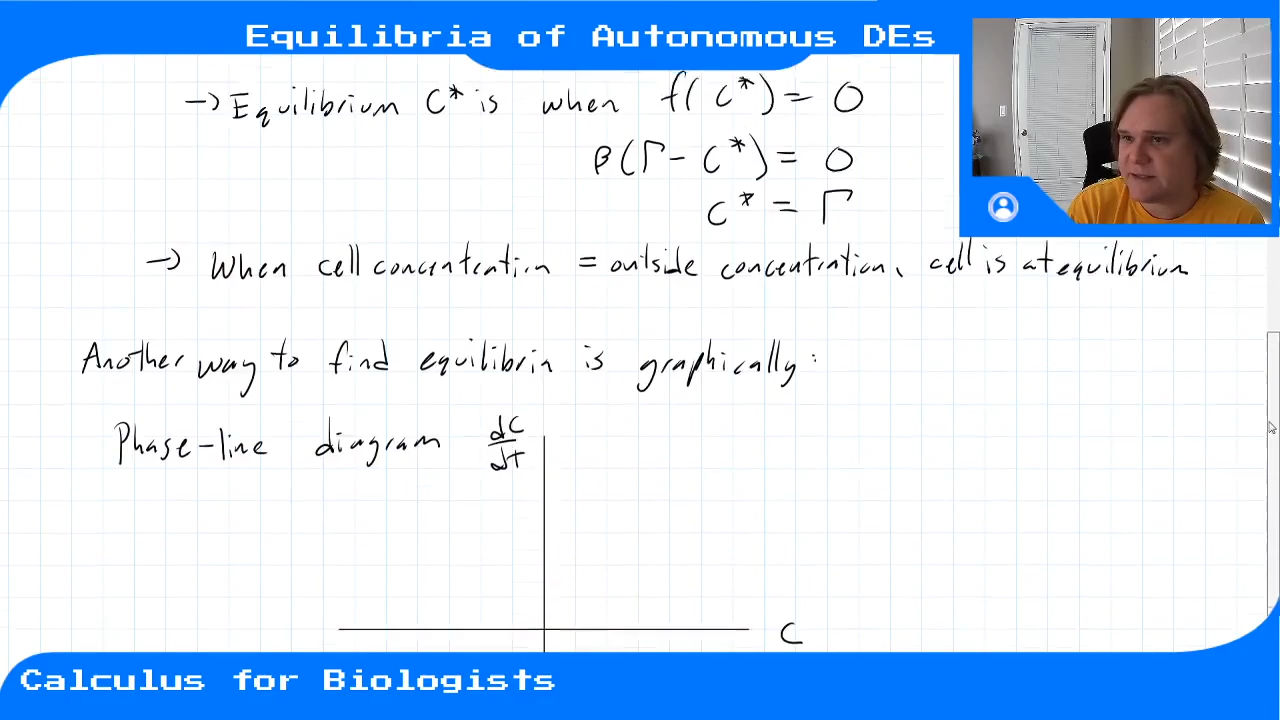 Equilibria of Autonomous DEs
→ Equilibrium C* is when f(C*) = 0
β(Γ - C*) = 0
C* = Γ
→ When cell concentration = outside concentration, cell is at equilibrium
Another way to find equilibria is graphically:
Phase-line diagram dC/dt
C
Calculus for Biologists